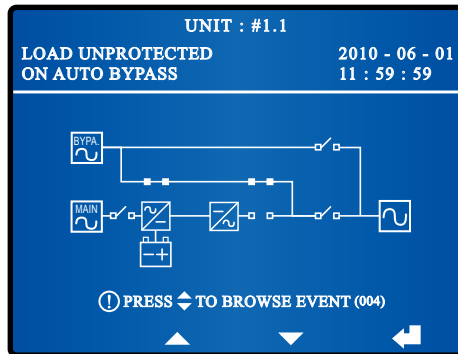 UNIT : #1.1
LOAD UNPROTECTED 2010 - 06 - 01
ON AUTO BYPASS 11 : 59 : 59
BYPA.
MAIN
! PRESS TO BROWSE EVENT (004)